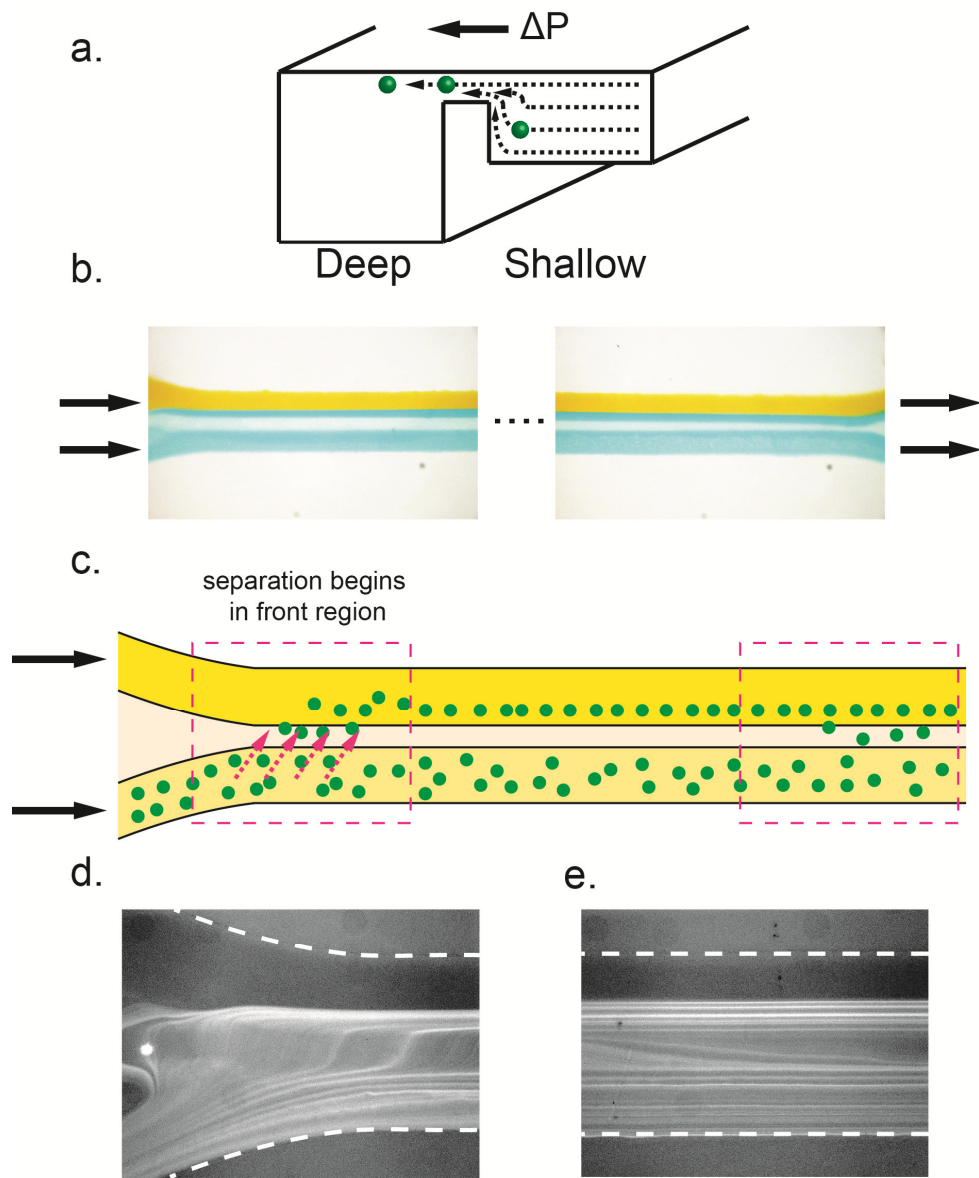 a.
ΔP
Deep
Shallow
b.
c.
separation begins
in front region
d.
e.